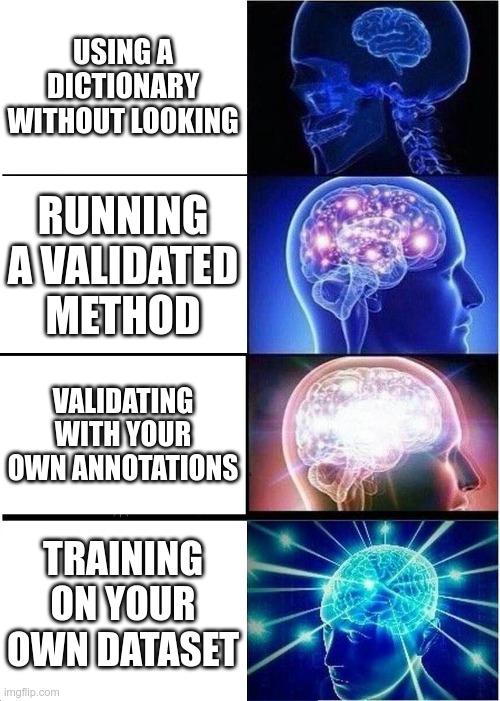 USING A
DICTIONARY
WITHOUT LOOKING
RUNNING
A VALIDATED
METHOD
VALIDATING
WITH YOUR
OWN ANNOTATIONS
TRAINING
ON YOUR
OWN DATASET
imgflip.com